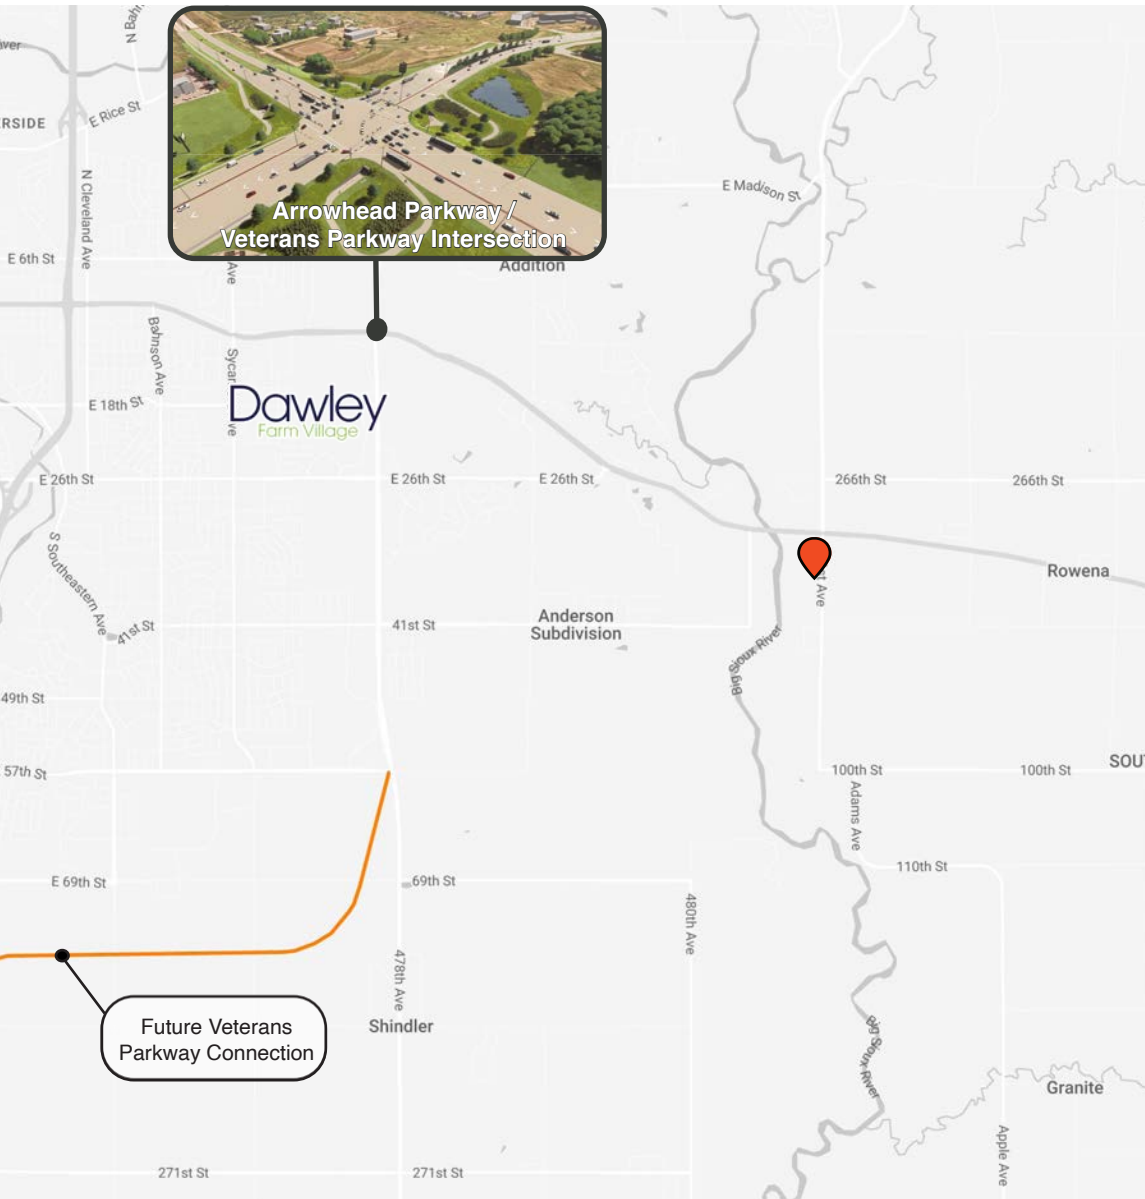 N Bahn
E Rice St
N Cleveland Ave
Arrowhead Parkway /
Veterans Parkway Intersection
E Madison St
E 6th St
Ave
Addition
Bahnson Ave
E 18th St
Dawley
Farm Village
E 26th St
E 26th St
E 26th St
266th St
266th St
S Southeastern Ave
Ave
Rowena
41st St
41st St
Anderson
Subdivision
Big Sioux River
49th St
E 57th St
100th St
100th St
Adams Ave
E 69th St
69th St
110th St
480th Ave
478th Ave
Future Veterans
Parkway Connection
Shindler
Big Sioux River
Granite
Apple Ave
271st St
271st St